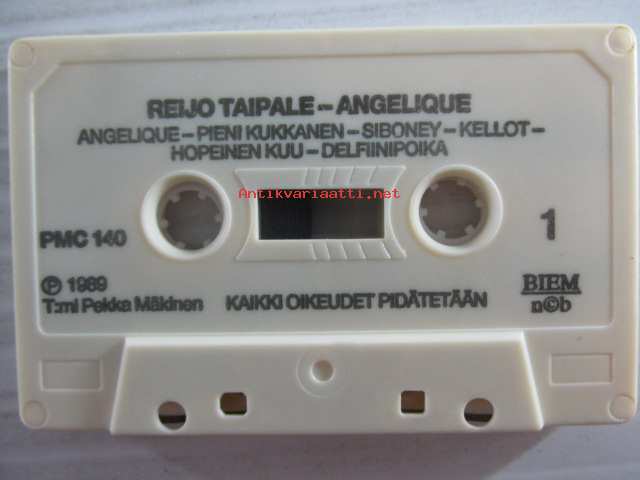 REIJO TAIPALE – ANGELIQUE
ANGELIQUE – PIENI KUKKANEN – SIBONEY – KELLOT –
HOPEINEN KUU – DELFIINIPOIKA
Antikvariaatti.net
PMC 140
1
Ⓟ 1989
T:mi Pekka Mäkinen
KAIKKI OIKEUDET PIDÄTETÄÄN
BIEM
n©b